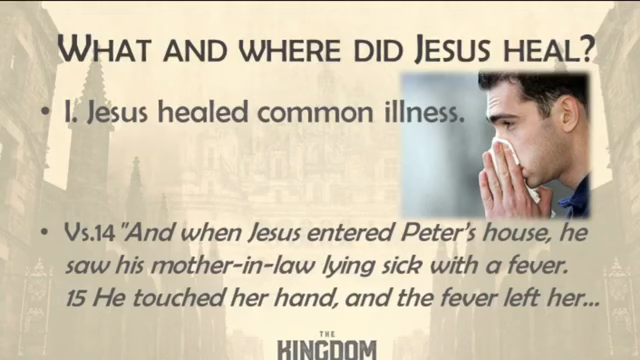 WHAT AND WHERE DID JESUS HEAL?
• I. Jesus healed common illness.
• Vs.14 "And when Jesus entered Peter's house, he
saw his mother-in-law lying sick with a fever.
15 He touched her hand, and the fever left her...
THE
KINGDOM